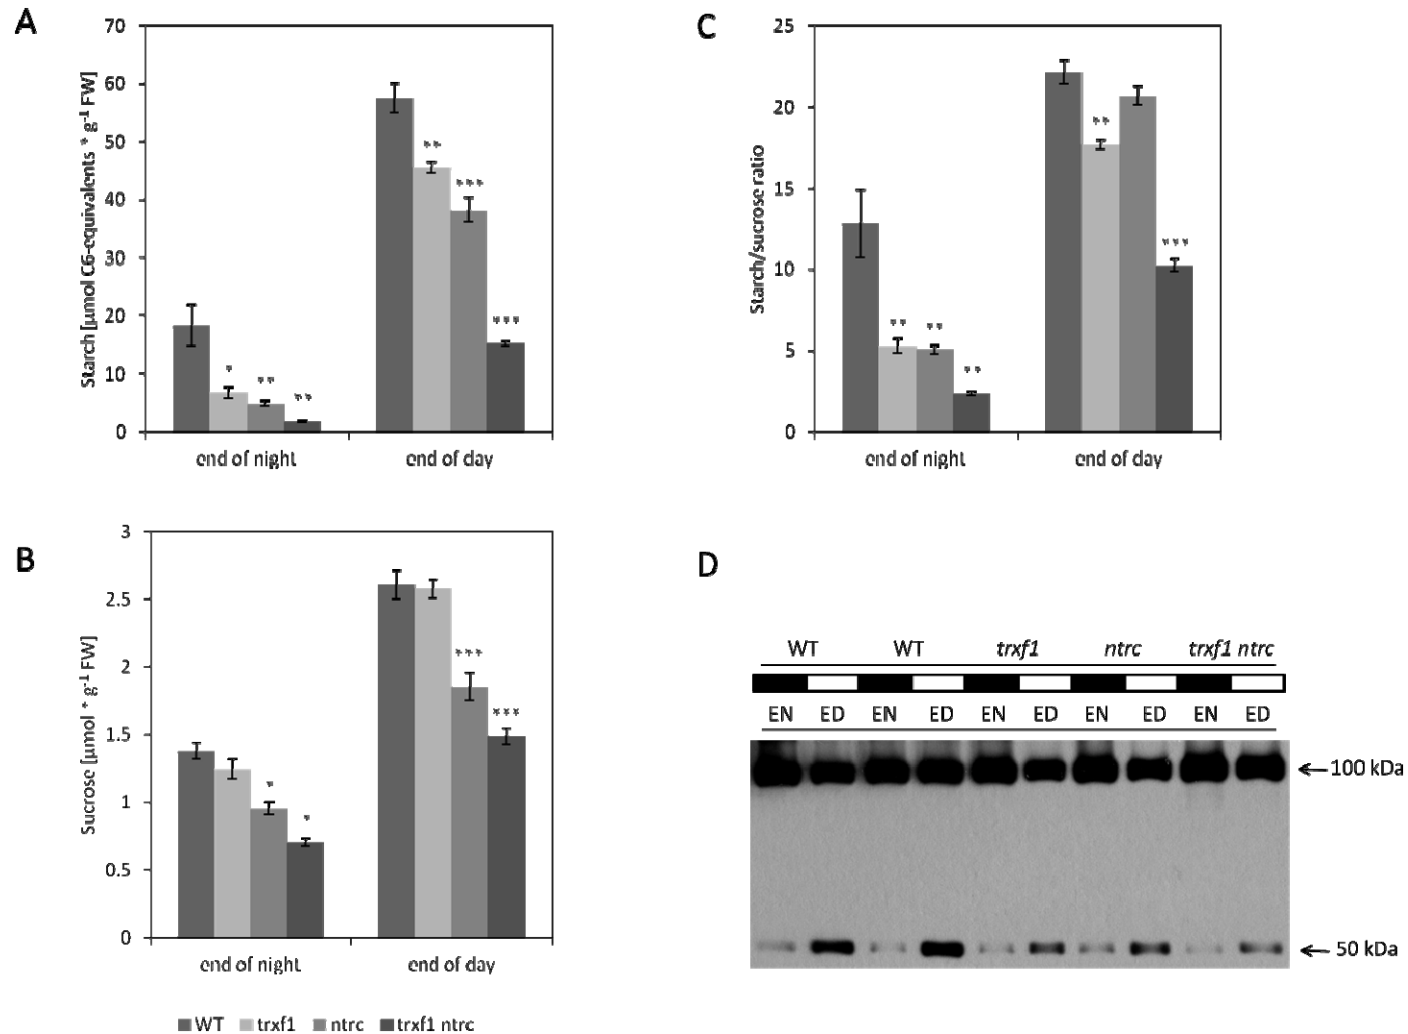 A
70
60
50
40
30
20
10
0
Starch [µmol C6-equivalents * g-1 FW]
** *** ***
* ** **
end of night end of day
B
3
2.5
2
1.5
1
0.5
0
Sucrose [µmol * g-1 FW]
*** ***
* *
end of night end of day
WT trxf1 ntrc trxf1 ntrc
C
25
20
15
10
5
0
Starch/sucrose ratio
** ***
** ** **
end of night end of day
D
WT WT trxf1 ntrc trxf1 ntrc
EN ED EN ED EN ED EN ED EN ED
100 kDa
50 kDa